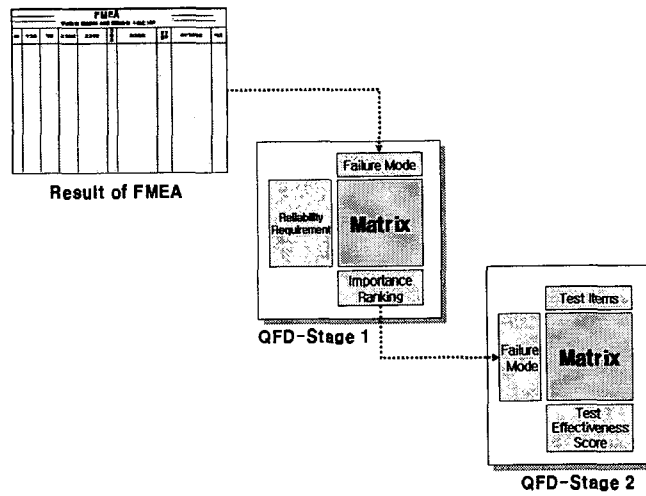 FMEA
Result of FMEA
Failure Mode
Reliability
Requirement
Matrix
Importance
Ranking
QFD-Stage 1
Test Items
Failure
Mode
Matrix
Test
Effectiveness
Score
QFD-Stage 2